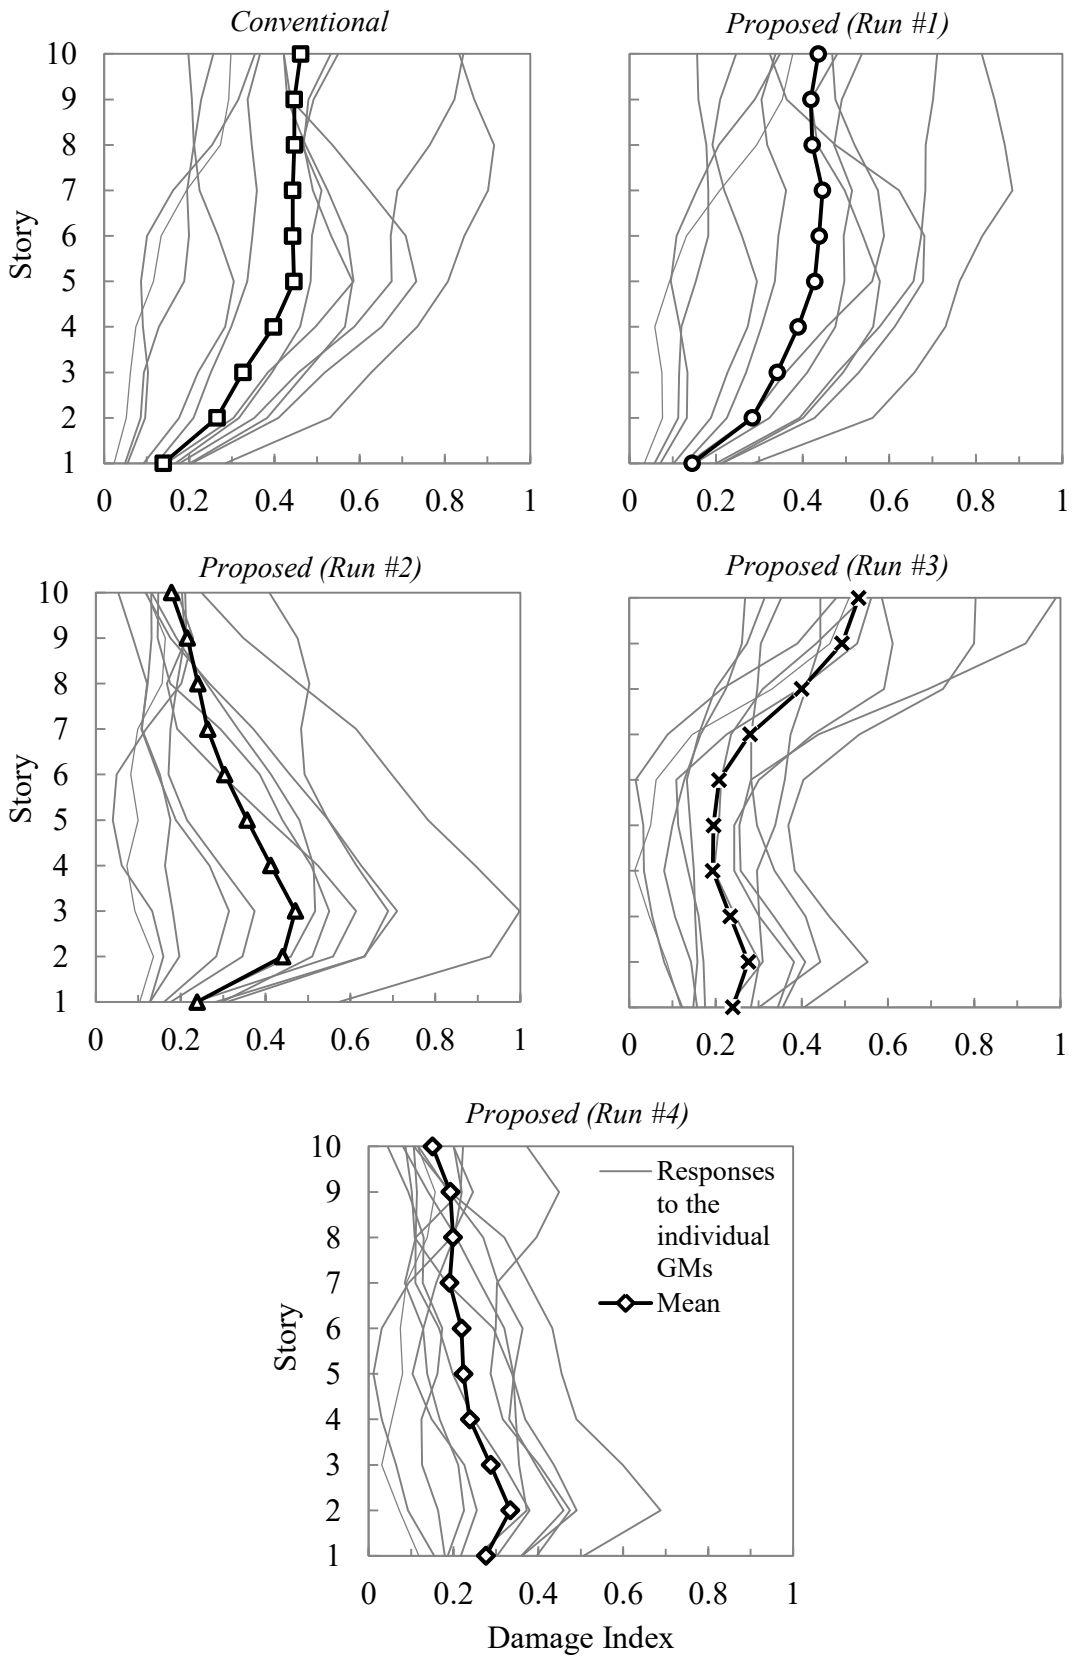 Conventional
Proposed (Run #1)
10
9
8
7
6
5
4
3
2
1
Story
0 0.2 0.4 0.6 0.8 1
0 0.2 0.4 0.6 0.8 1
Proposed (Run #2)
Proposed (Run #3)
10
9
8
7
6
5
4
3
2
1
Story
0 0.2 0.4 0.6 0.8 1
0 0.2 0.4 0.6 0.8 1
Proposed (Run #4)
10
9
8
7
6
5
4
3
2
1
Story
Responses
to the
individual
GMs
Mean
0 0.2 0.4 0.6 0.8 1
Damage Index